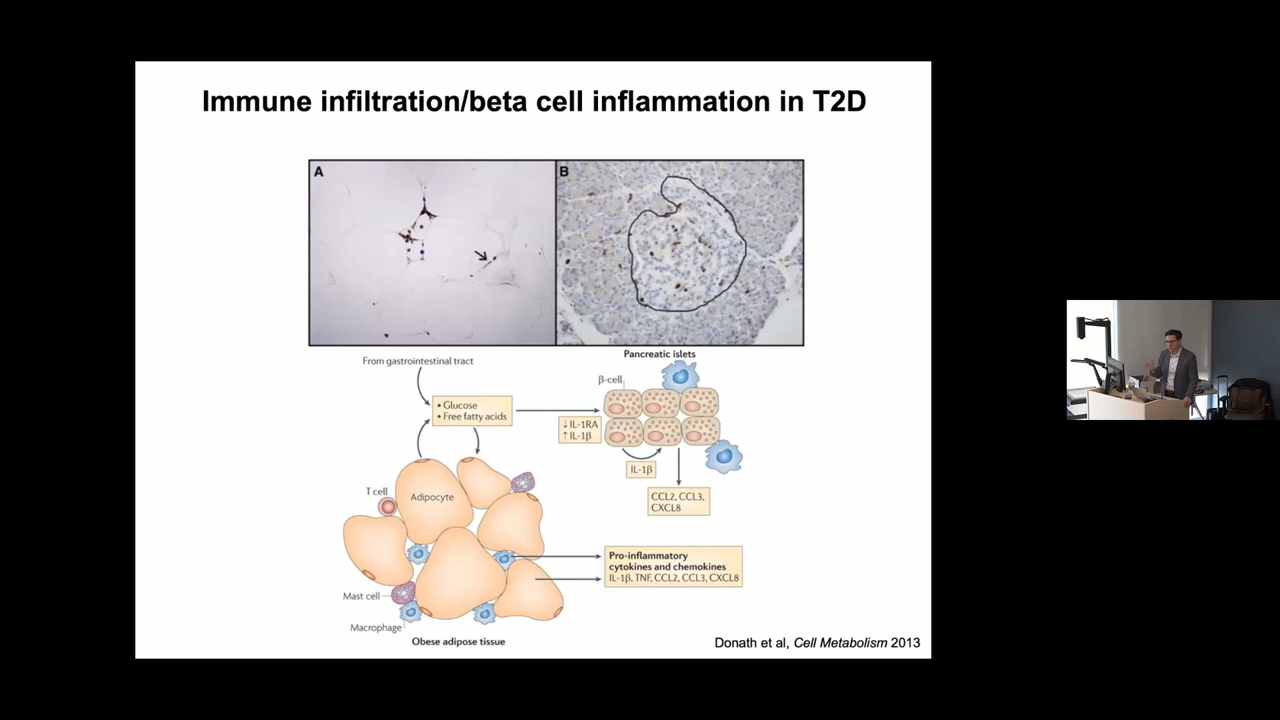 Immune infiltration/beta cell inflammation in T2D
A
B
From gastrointestinal tract
Pancreatic islets
β-cell
• Glucose
• Free fatty acids
↓ IL-1RA
↑ IL-1β
IL-1β
T cell
Adipocyte
CCL2, CCL3,
CXCL8
Pro-inflammatory
cytokines and chemokines
IL-1β, TNF, CCL2, CCL3, CXCL8
Mast cell
Macrophage
Obese adipose tissue
Donath et al, Cell Metabolism 2013